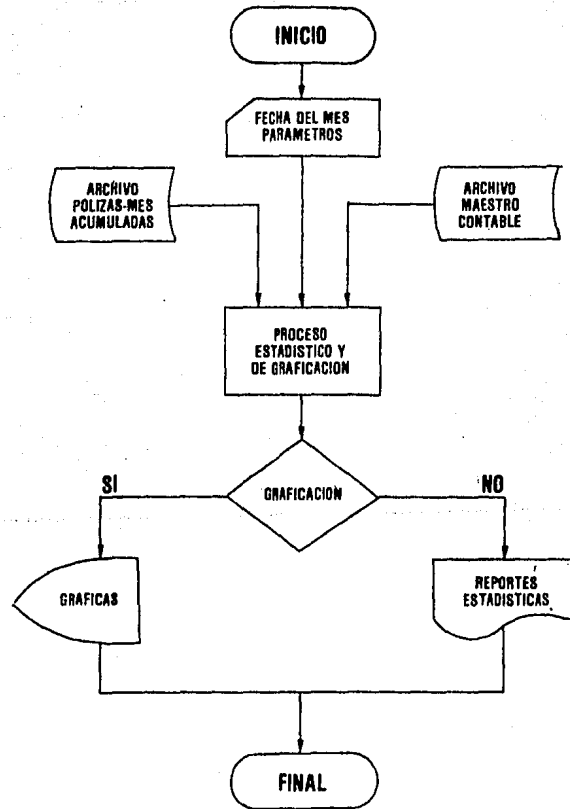 INICIO
FECHA DEL MES
PARAMETROS
ARCHIVO
POLIZAS-MES
ACUMULADAS
ARCHIVO
MAESTRO
CONTABLE
PROCESO
ESTADISTICO Y
DE GRAFICACION
GRAFICACION
SI
NO
GRAFICAS
REPORTES
ESTADISTICAS
FINAL